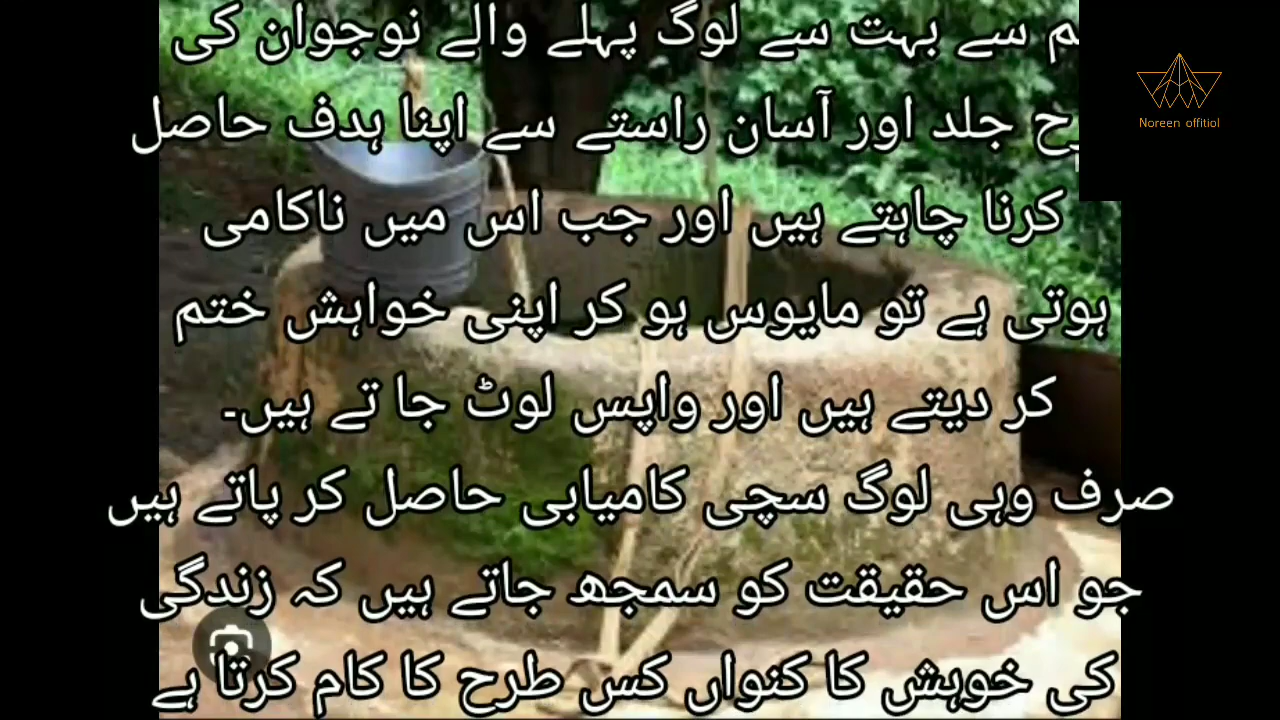 سے بہت سے لوگ پہلے والے نوجوان کی
جلد اور آسان راستے سے اپنا ہدف حاصل
کرنا چاہتے ہیں اور جب اس میں ناکامی
ہوتی ہے تو مایوس ہو کر اپنی خواہش ختم
کر دیتے ہیں اور واپس لوٹ جا تے ہیں۔
صرف وہی لوگ سچی کامیابی حاصل کر پاتے ہیں
جو اس حقیقت کو سمجھ جاتے ہیں کہ زندگی
کی خوہش کا کنواں کس طرح کا کام کرتا ہے
Noreen offitiol